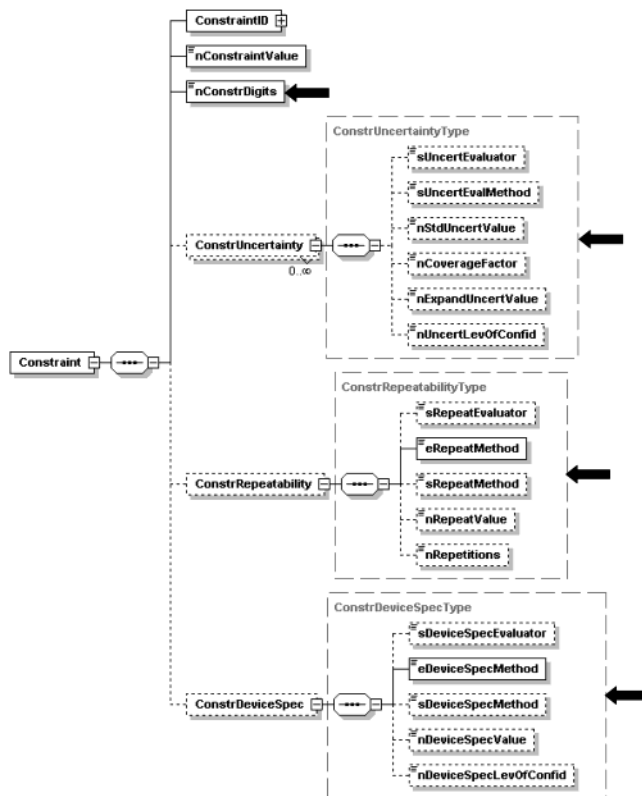 ConstraintID
nConstraintValue
nConstrDigits
ConstrUncertaintyType
sUncertEvaluator
sUncertEvalMethod
nStdUncertValue
ConstrUncertainty
0..∞
nCoverageFactor
nExpandUncertValue
nUncertLevOfConfid
Constraint
ConstrRepeatabilityType
sRepeatEvaluator
eRepeatMethod
ConstrRepeatability
sRepeatMethod
nRepeatValue
nRepetitions
ConstrDeviceSpecType
sDeviceSpecEvaluator
eDeviceSpecMethod
ConstrDeviceSpec
sDeviceSpecMethod
nDeviceSpecValue
nDeviceSpecLevOfConfid